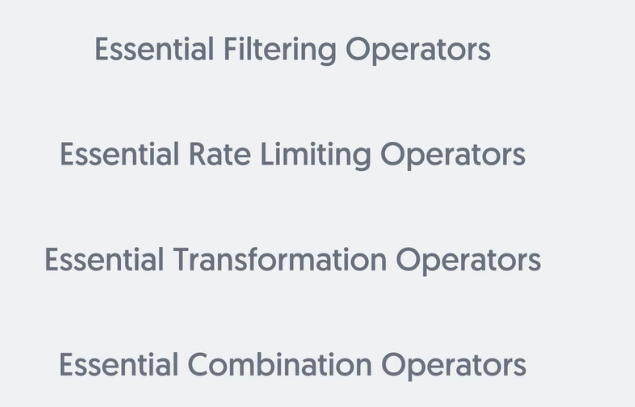 Essential Filtering Operators
Essential Rate Limiting Operators
Essential Transformation Operators
Essential Combination Operators